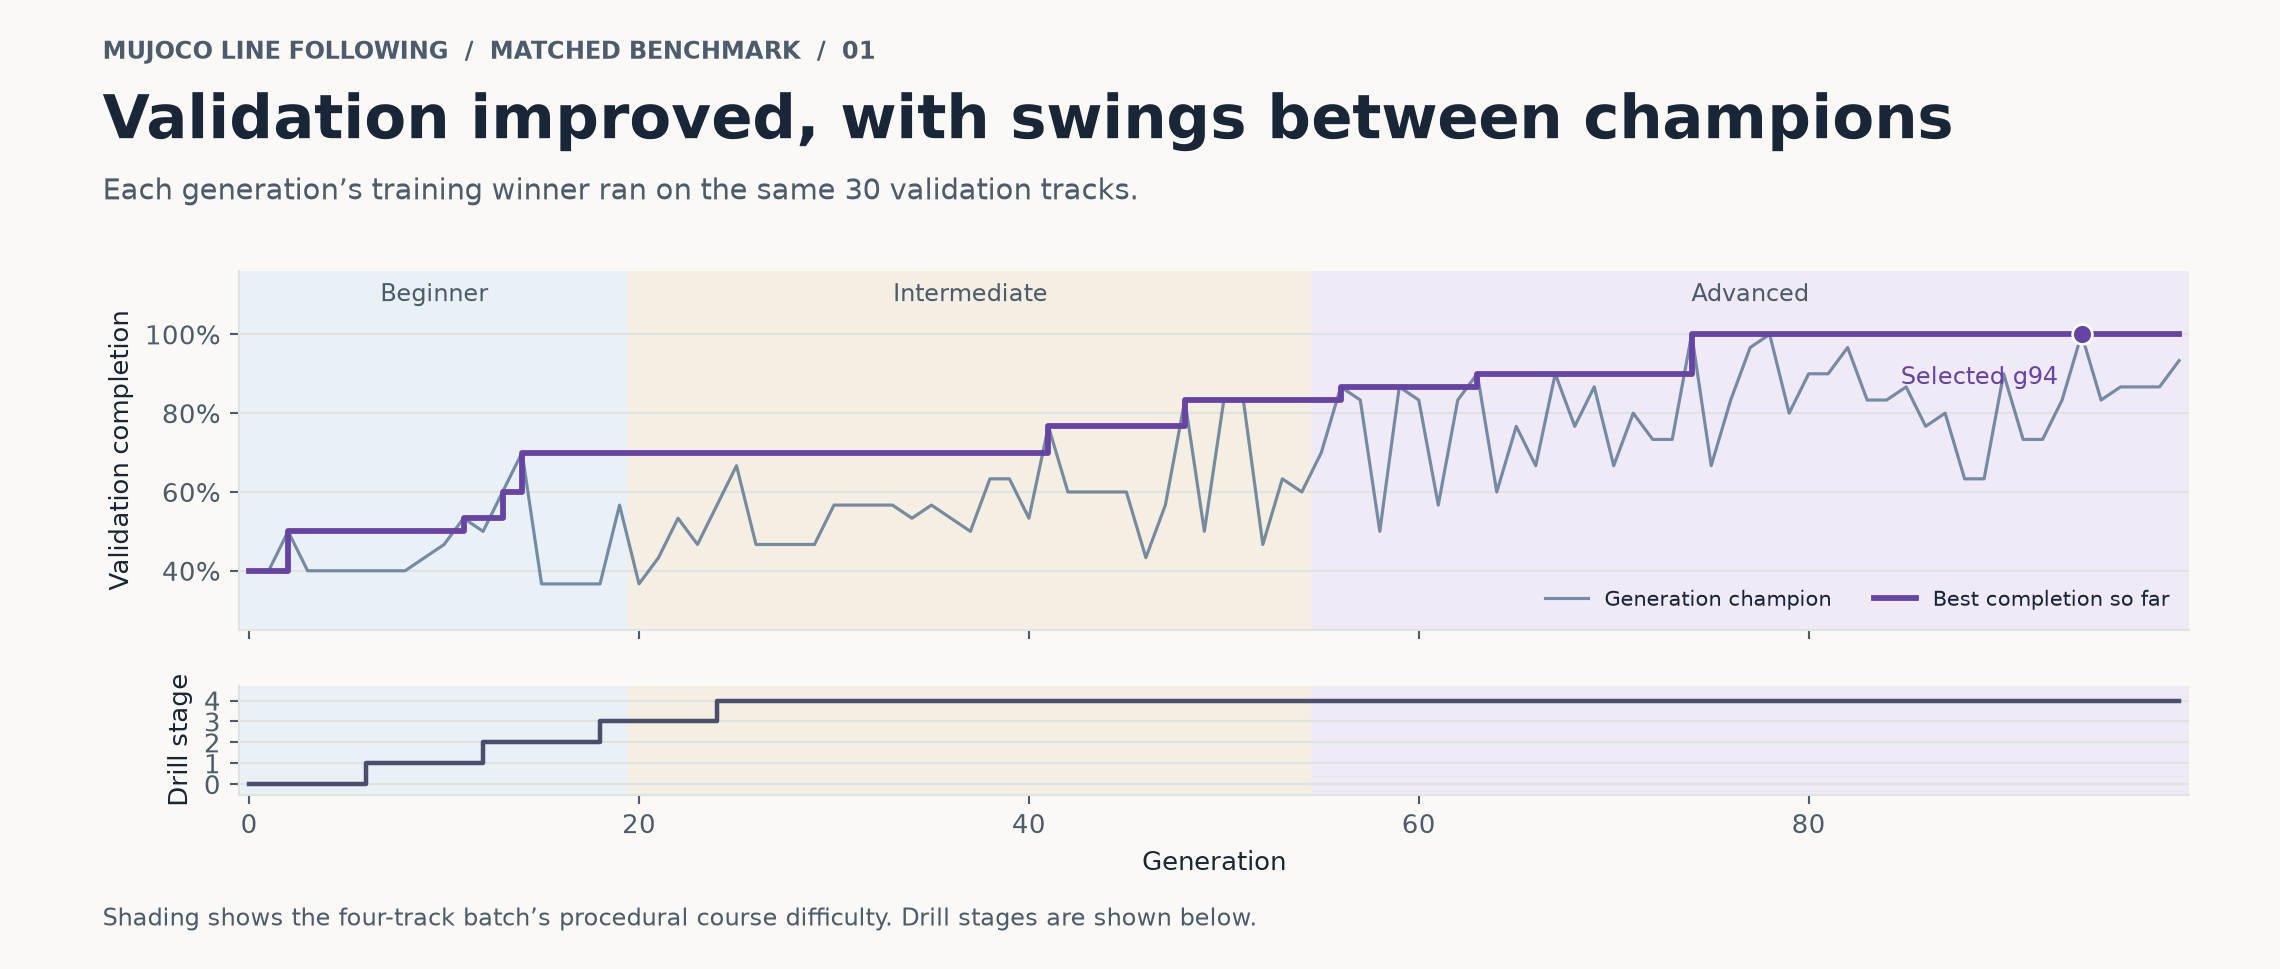 MUJOCO LINE FOLLOWING / MATCHED BENCHMARK / 01
Validation improved, with swings between champions
Each generation’s training winner ran on the same 30 validation tracks.
Beginner
Intermediate
Advanced
Validation completion
100%
80%
60%
40%
Selected g94
Generation champion
Best completion so far
Drill stage
4
3
2
1
0
0
20
40
60
80
Generation
Shading shows the four-track batch’s procedural course difficulty. Drill stages are shown below.